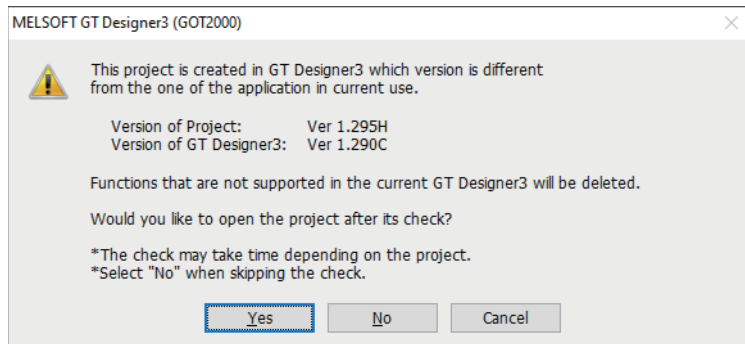 MELSOFT GT Designer3 (GOT2000)
This project is created in GT Designer3 which version is different
from the one of the application in current use.
Version of Project: Ver 1.295H
Version of GT Designer3: Ver 1.290C
Functions that are not supported in the current GT Designer3 will be deleted.
Would you like to open the project after its check?
*The check may take time depending on the project.
*Select "No" when skipping the check.
Yes No Cancel